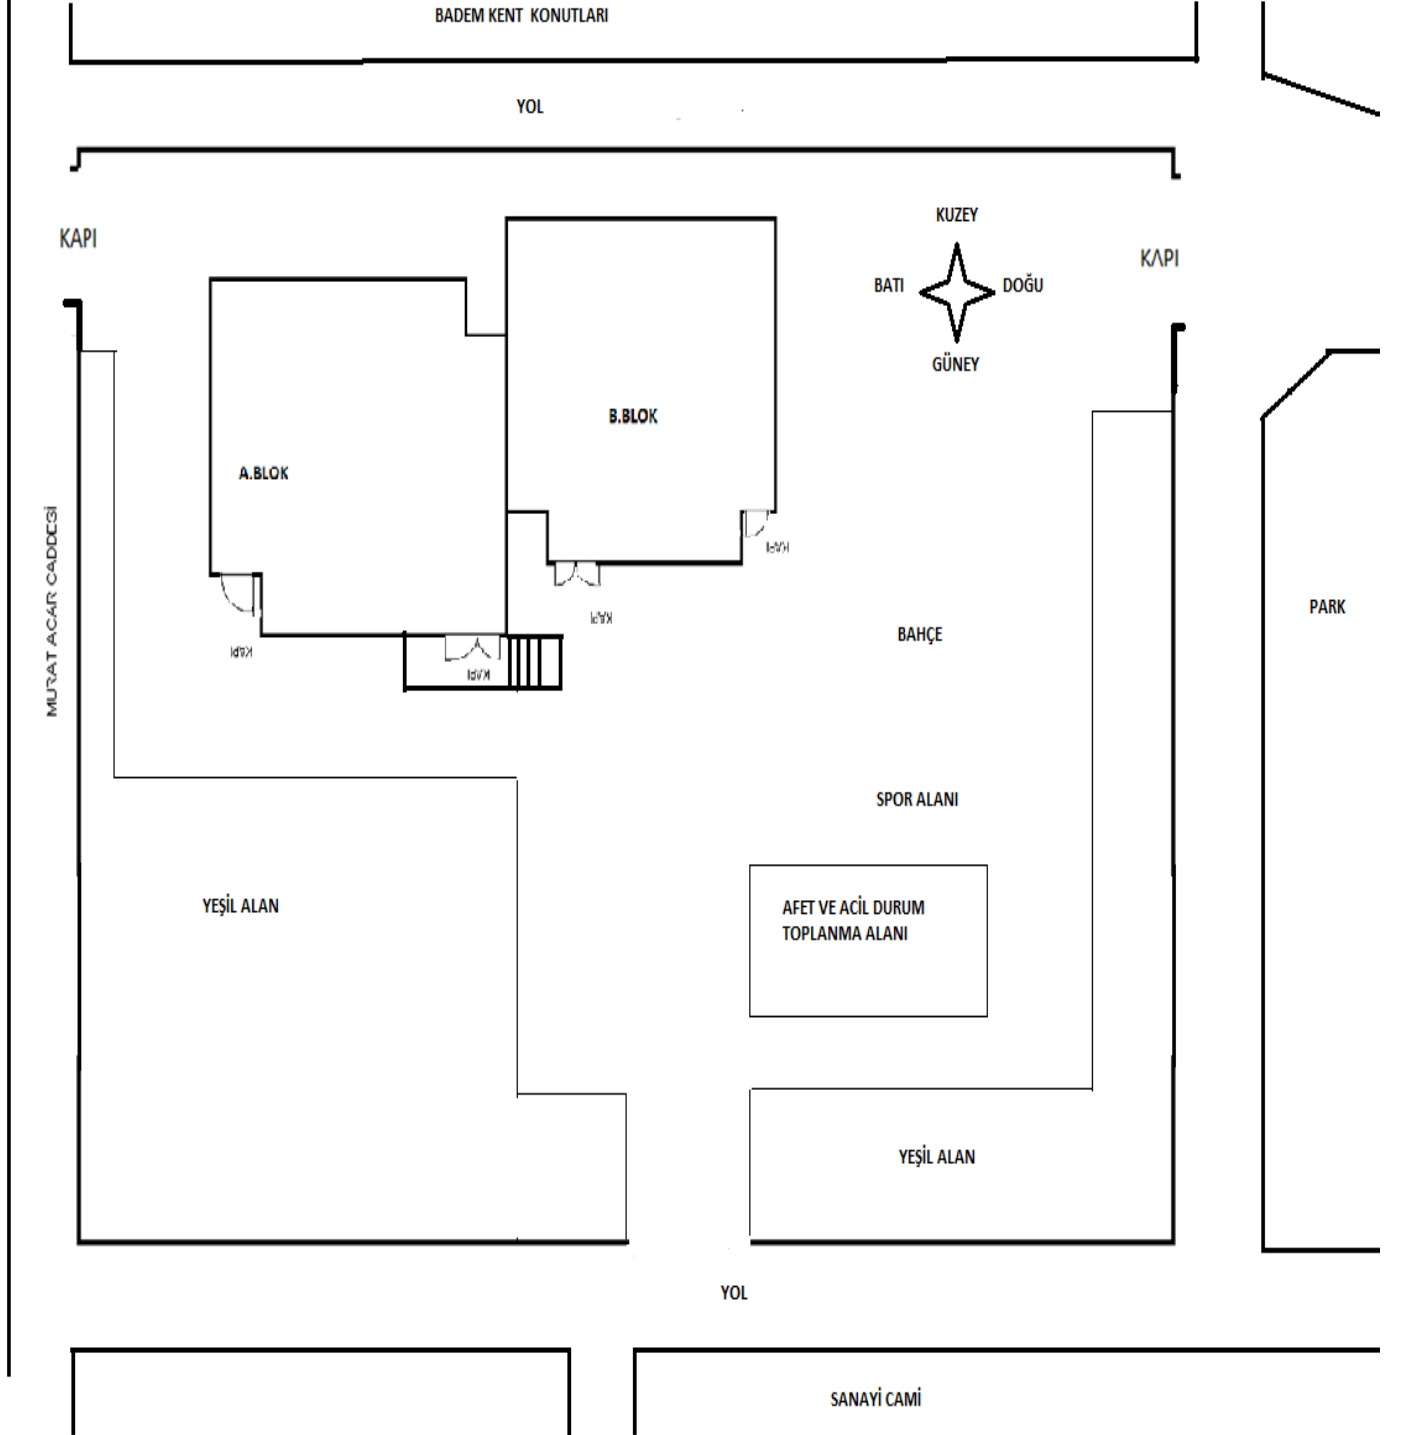 BADEM KENT KONUTLARI
YOL
KUZEY
KAPI
KAPI
BATI
DOĞU
GÜNEY
B.BLOK
A.BLOK
KAPI
MURAT ACAR CADDESİ
PARK
KAPI
BAHÇE
KAPI
KAPI
SPOR ALANI
YEŞİL ALAN
AFET VE ACİL DURUM
TOPLANMA ALANI
YEŞİL ALAN
YOL
SANAYİ CAMİ